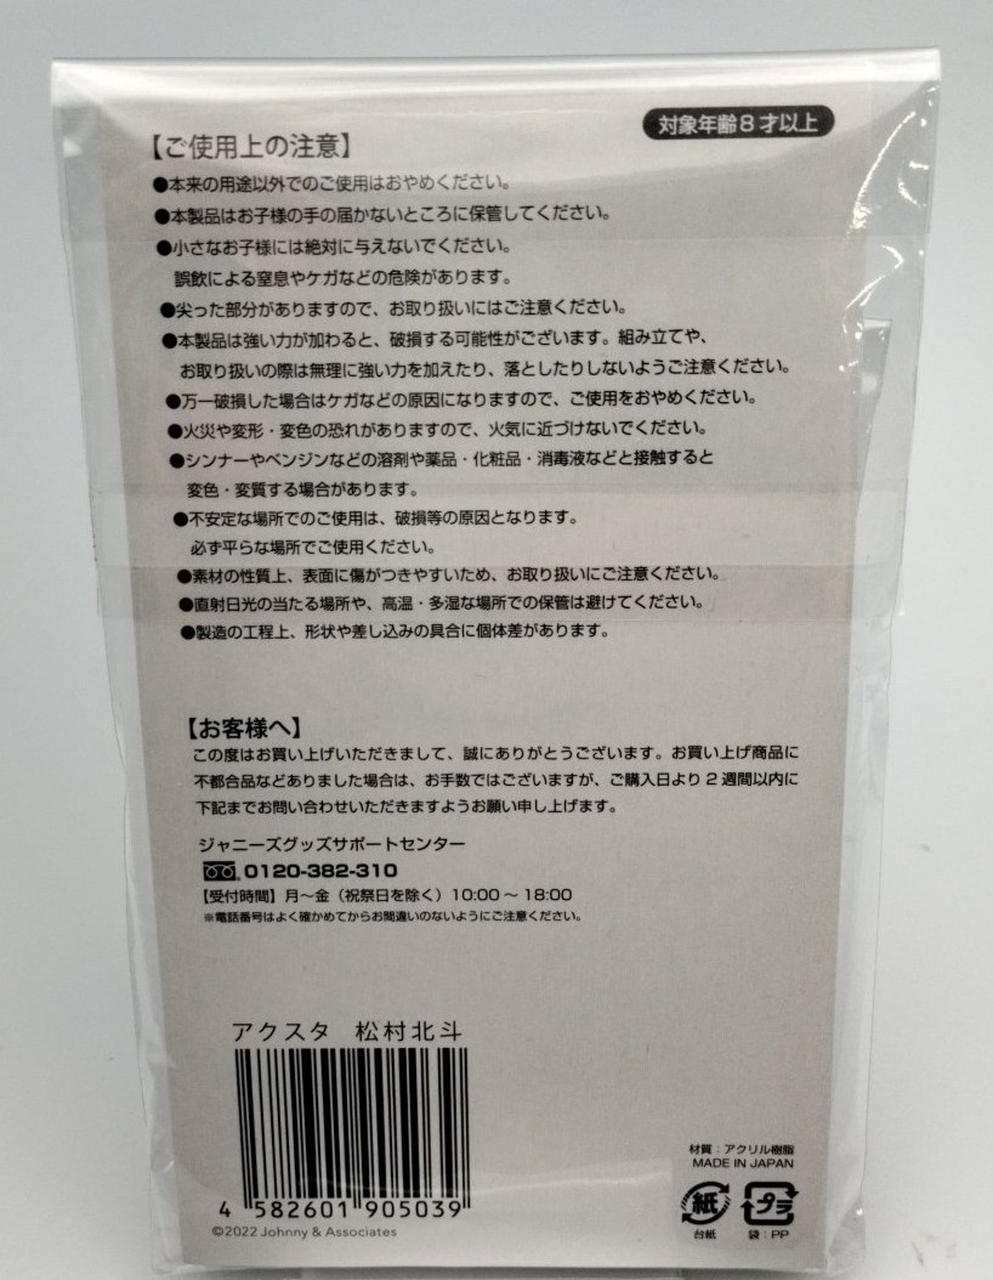 対象年齢8才以上
【ご使用上の注意】
●本来の用途以外でのご使用はおやめください。
●本製品はお子様の手の届かないところに保管してください。
●小さなお子様には絶対に与えないでください。
誤飲による窒息やケガなどの危険があります。
●尖った部分がありますので、お取り扱いにはご注意ください。
●本製品は強い力が加わると、破損する可能性がございます。組み立てや、
お取り扱いの際は無理に強い力を加えたり、落としたりしないようご注意ください。
●万一破損した場合はケガなどの原因になりますので、ご使用をおやめください。
●火災や変形・変色の恐れがありますので、火気に近づけないでください。
●シンナーやベンジンなどの溶剤や薬品・化粧品・消毒液などと接触すると
変色・変質する場合があります。
●不安定な場所でのご使用は、破損等の原因となります。
必ず平らな場所でご使用ください。
●素材の性質上、表面に傷がつきやすいため、お取り扱いにご注意ください。
●直射日光の当たる場所や、高温・多湿な場所での保管は避けてください。
●製造の工程上、形状や差し込みの具合に個体差があります。
【お客様へ】
この度はお買い上げいただきまして、誠にありがとうございます。お買い上げ商品に
不都合品などありました場合は、お手数ではございますが、ご購入日より2週間以内に
下記までお問い合わせいただきますようお願い申し上げます。
ジャニーズグッズサポートセンター
0120-382-310
【受付時間】月〜金（祝祭日を除く）10:00〜18:00
※電話番号はよく確かめてからお間違いのないようにご注意ください。
アクスタ 松村北斗
4 582601 905039
©2022 Johnny & Associates
材質：アクリル樹脂
MADE IN JAPAN
紙 プラ
台紙 袋：PP